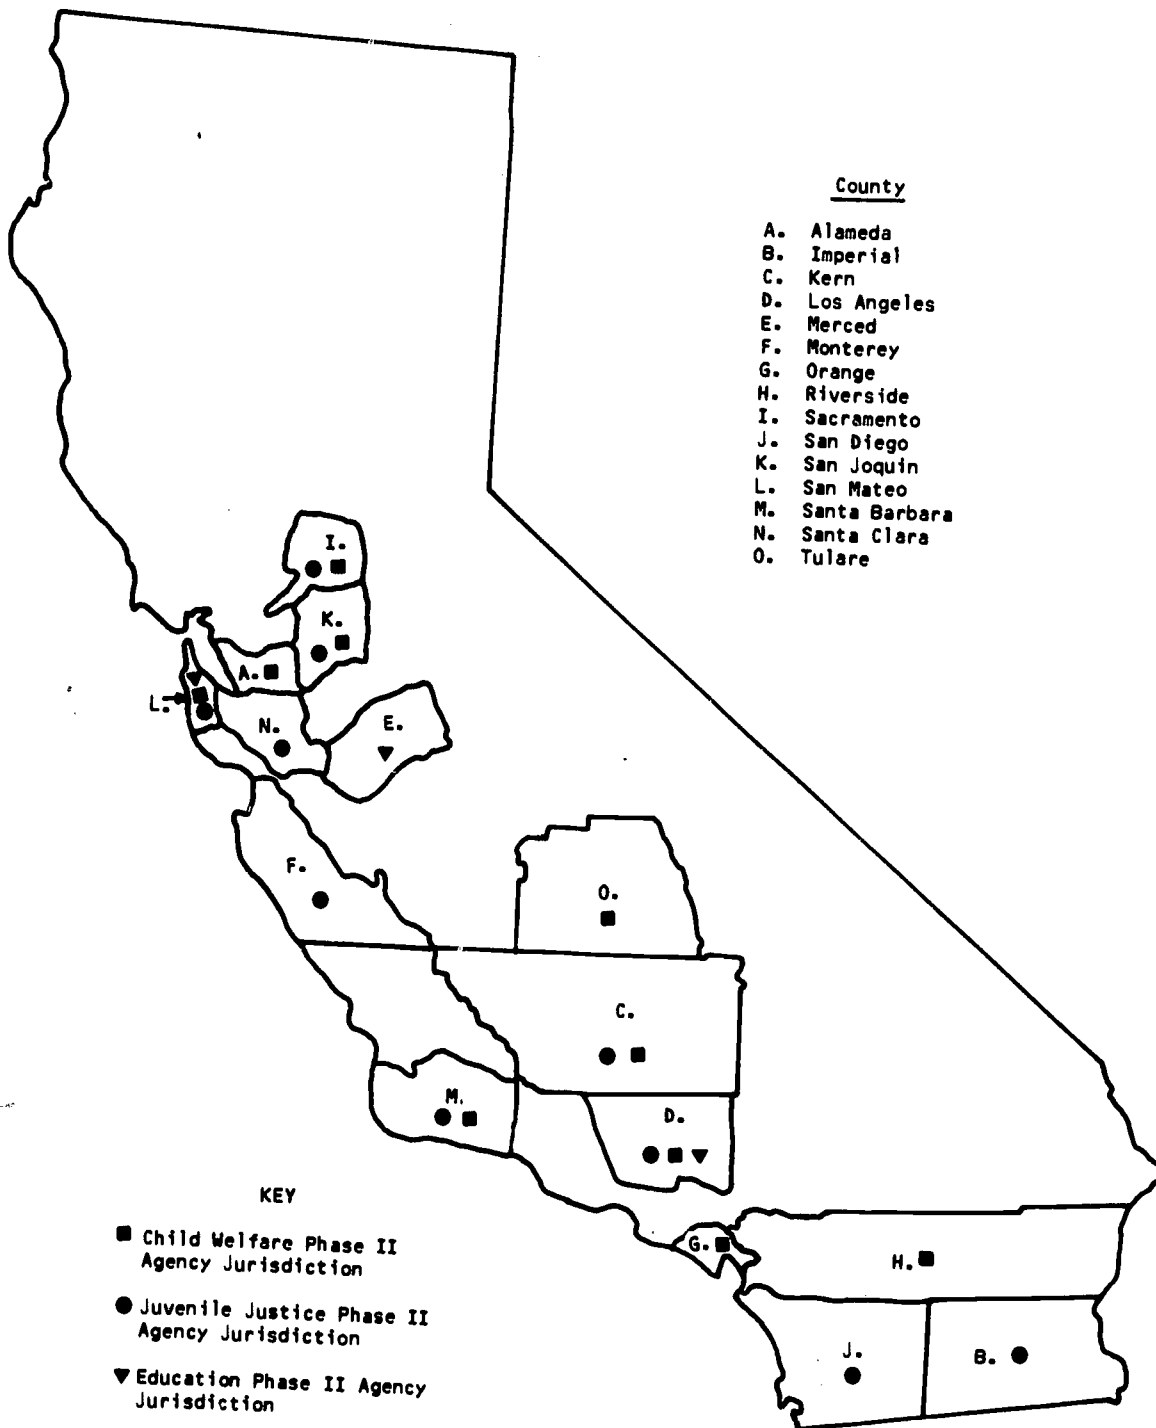 County
A. Alameda
B. Imperial
C. Kern
D. Los Angeles
E. Merced
F. Monterey
G. Orange
H. Riverside
I. Sacramento
J. San Diego
K. San Joquin
L. San Mateo
M. Santa Barbara
N. Santa Clara
O. Tulare
I.
K.
A.
L.
N.
E.
F.
O.
C.
M.
D.
G.
H.
J.
B.
KEY
Child Welfare Phase II
Agency Jurisdiction
Juvenile Justice Phase II
Agency Jurisdiction
Education Phase II Agency
Jurisdiction